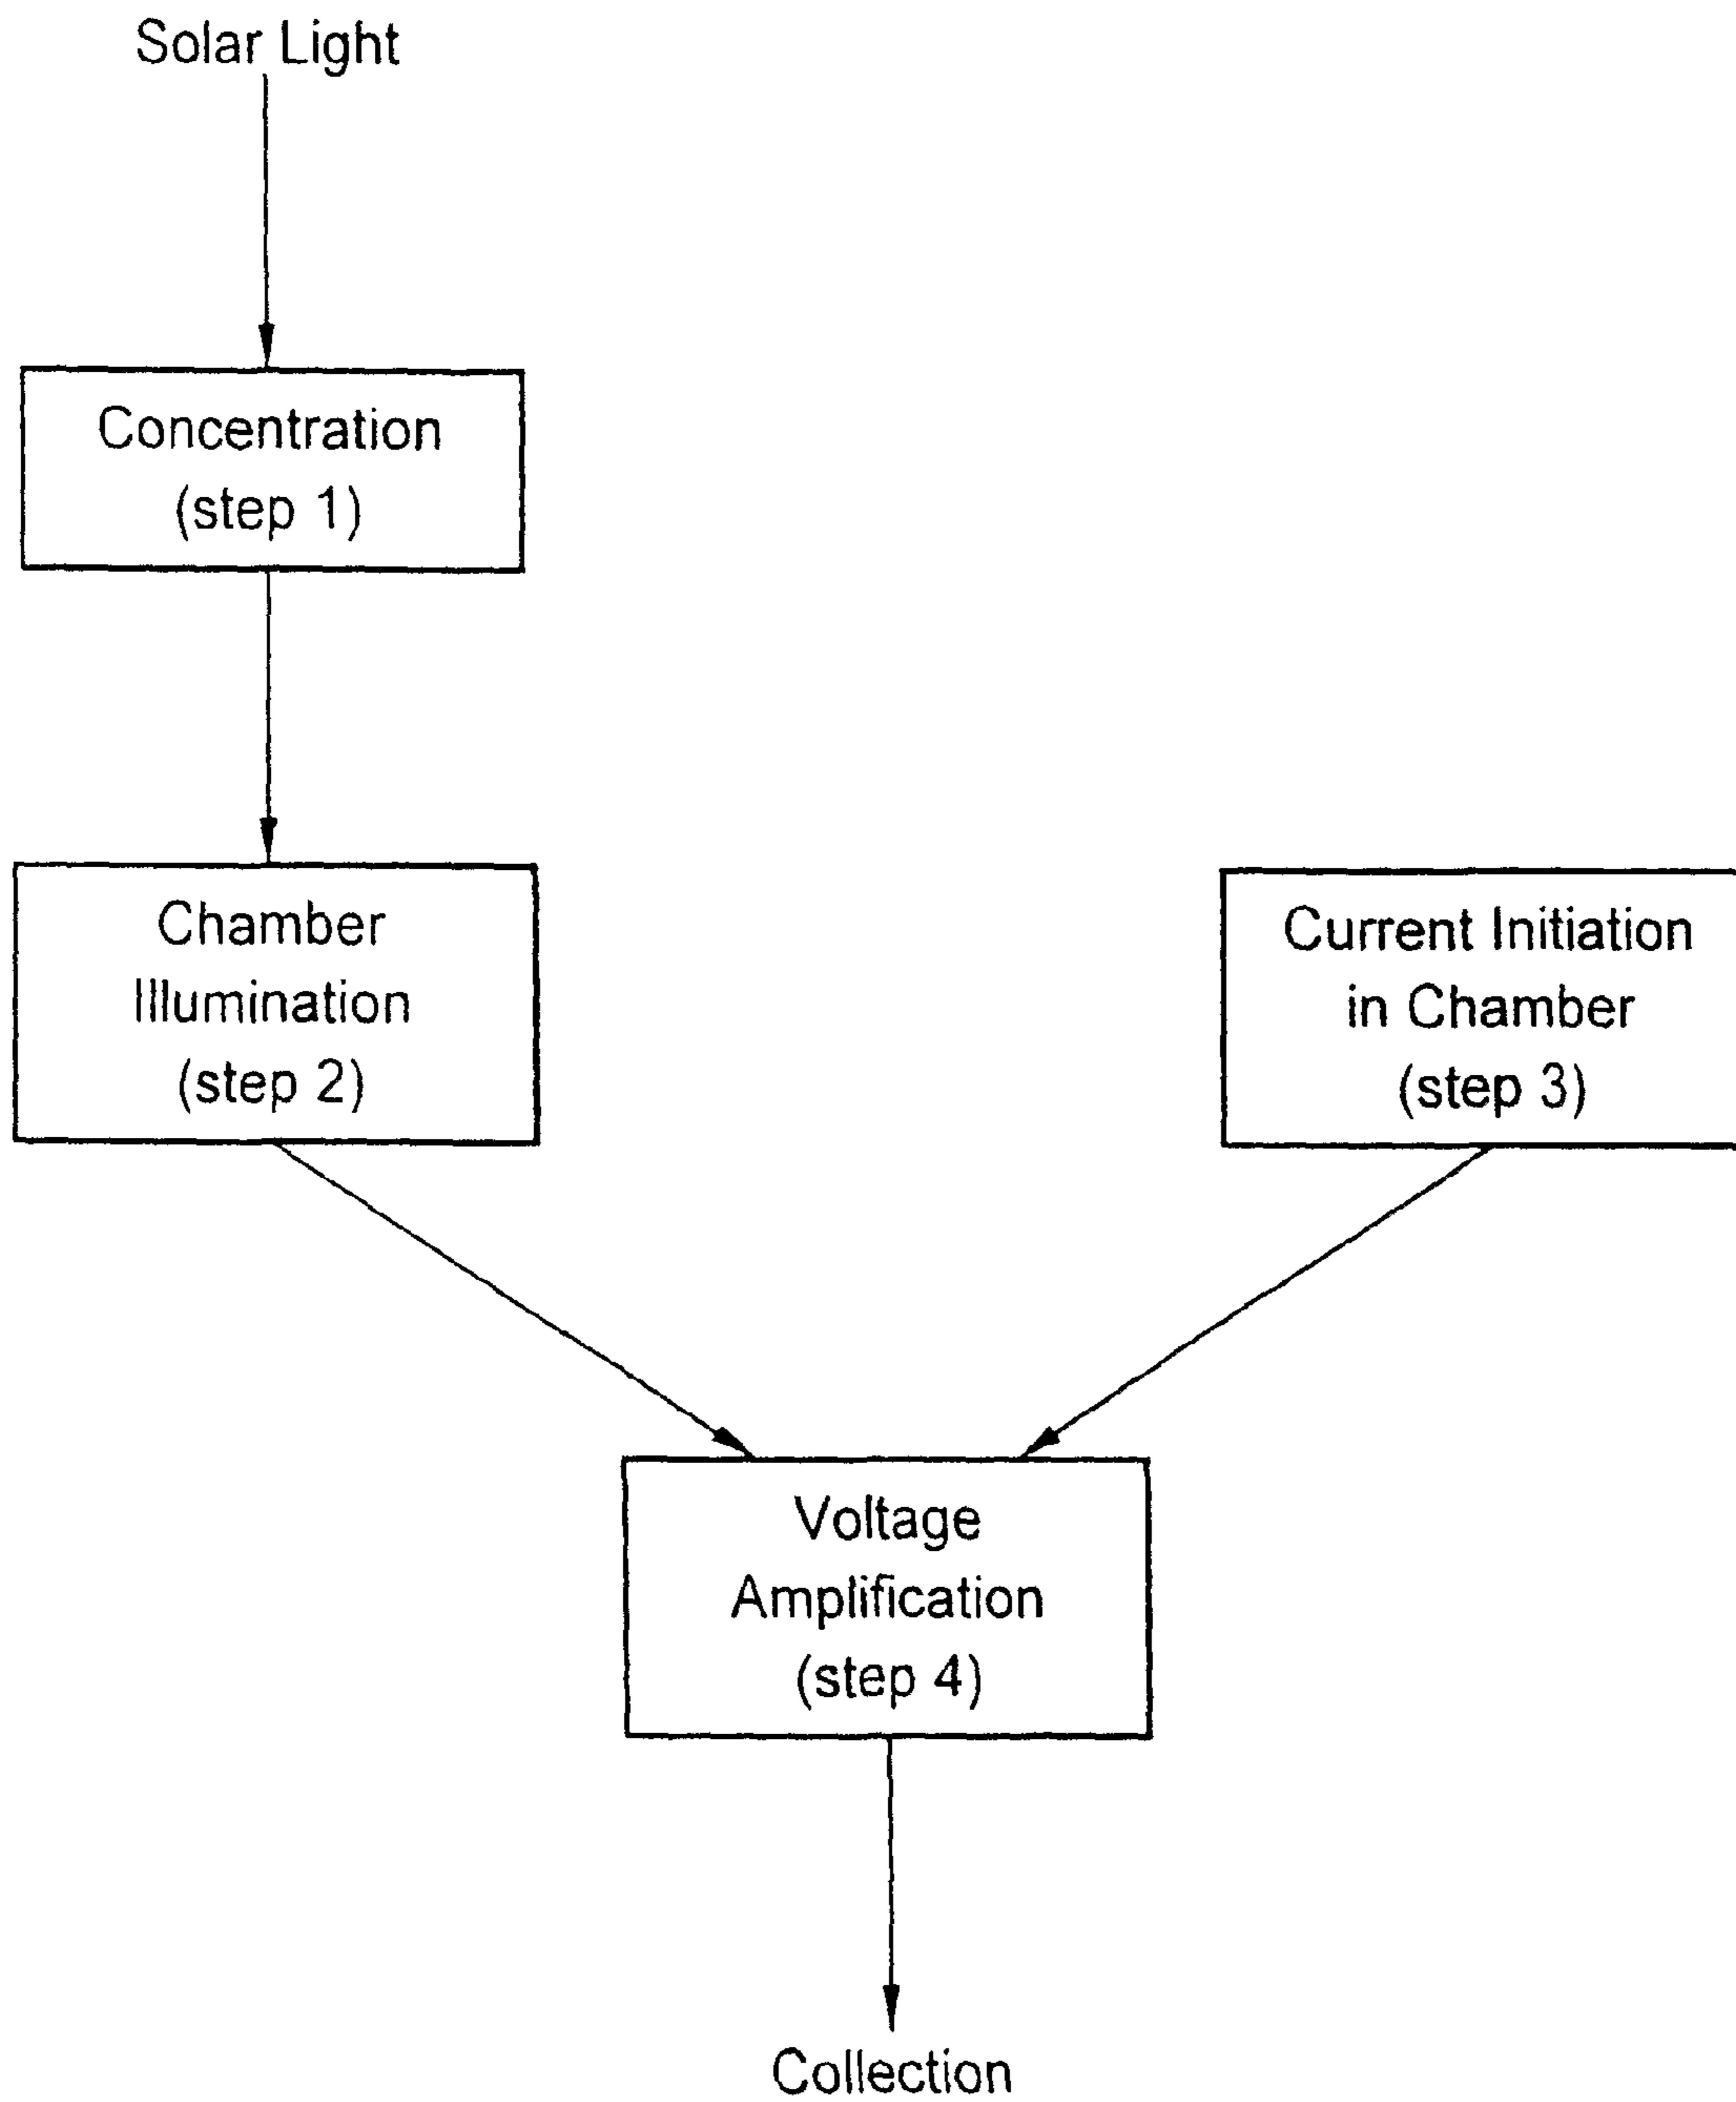 Solar Light
Concentration
(step 1)
Chamber
Illumination
(step 2)
Current Initiation
in Chamber
(step 3)
Voltage
Amplification
(step 4)
Collection